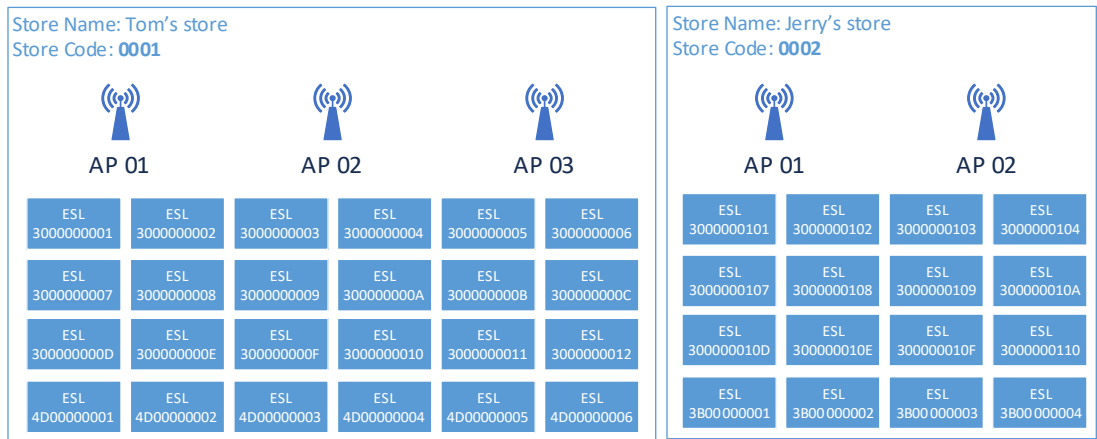 Store Name: Tom's store
Store Code: 0001
AP 01
AP 02
AP 03
ESL
3000000001
ESL
3000000002
ESL
3000000003
ESL
3000000004
ESL
3000000005
ESL
3000000006
ESL
3000000007
ESL
3000000008
ESL
3000000009
ESL
300000000A
ESL
300000000B
ESL
300000000C
ESL
300000000D
ESL
300000000E
ESL
300000000F
ESL
3000000010
ESL
3000000011
ESL
3000000012
ESL
4D00000001
ESL
4D00000002
ESL
4D00000003
ESL
4D00000004
ESL
4D00000005
ESL
4D00000006
Store Name: Jerry's store
Store Code: 0002
AP 01
AP 02
ESL
3000000101
ESL
3000000102
ESL
3000000103
ESL
3000000104
ESL
3000000107
ESL
3000000108
ESL
3000000109
ESL
300000010A
ESL
300000010D
ESL
300000010E
ESL
300000010F
ESL
3000000110
ESL
3B00000001
ESL
3B00000002
ESL
3B00000003
ESL
3B00000004